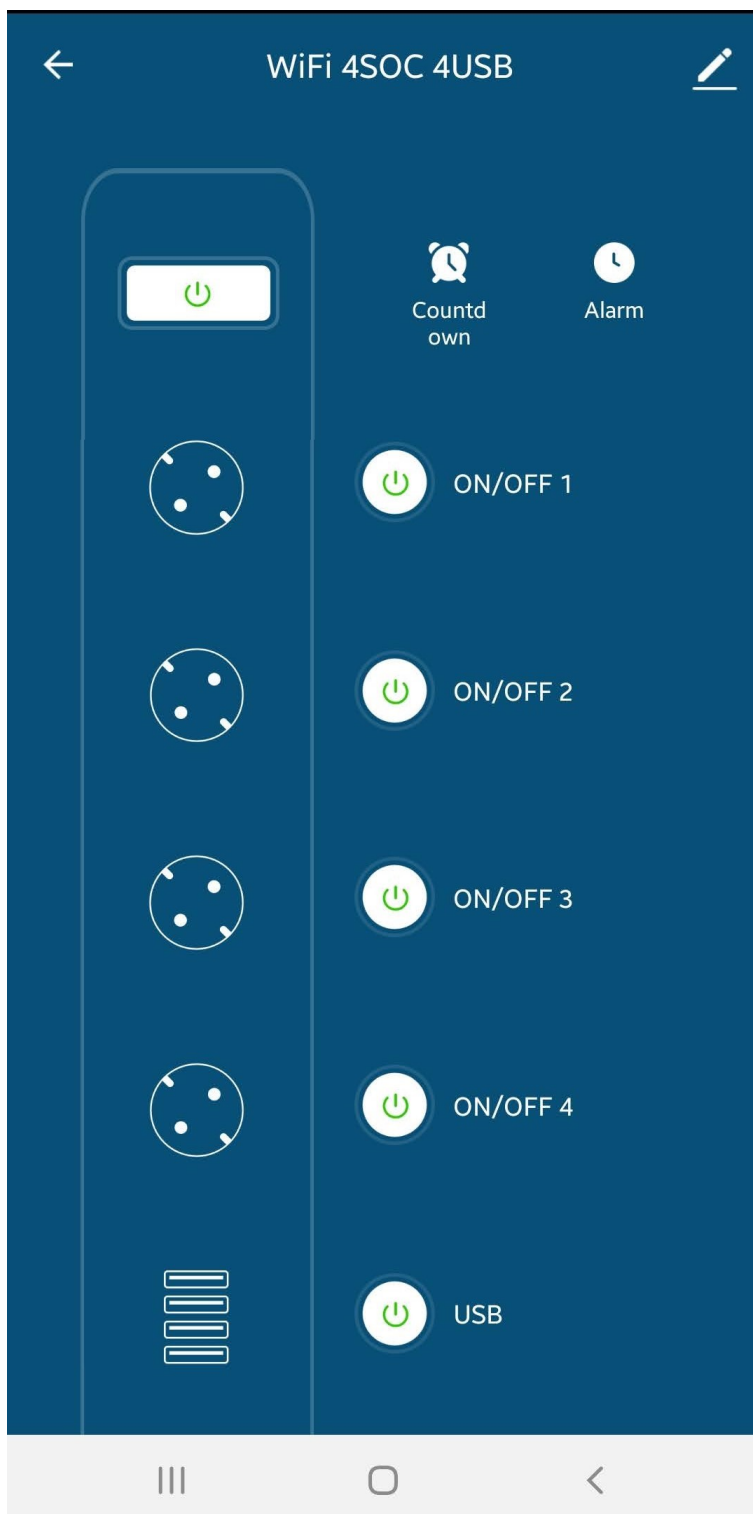 WiFi 4SOC 4USB
Countd
own
Alarm
ON/OFF 1
ON/OFF 2
ON/OFF 3
ON/OFF 4
USB